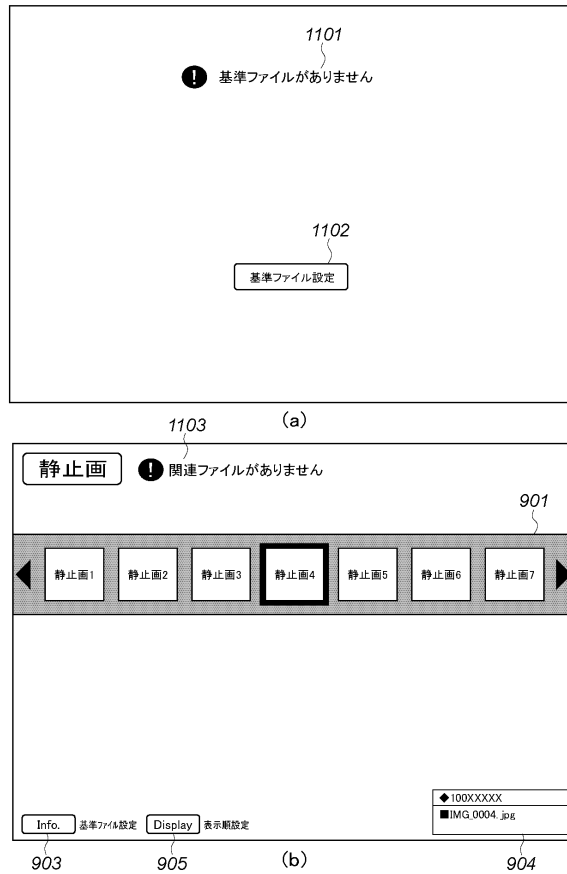 1101
! 基準ファイルがありません
1102
基準ファイル設定
(a)
1103
静止画 ! 関連ファイルがありません
901
静止画1 静止画2 静止画3 静止画4 静止画5 静止画6 静止画7
◆100XXXXX
■IMG_0004. jpg
Info. 基準ファイル設定 Display 表示順設定
903 905 (b) 904